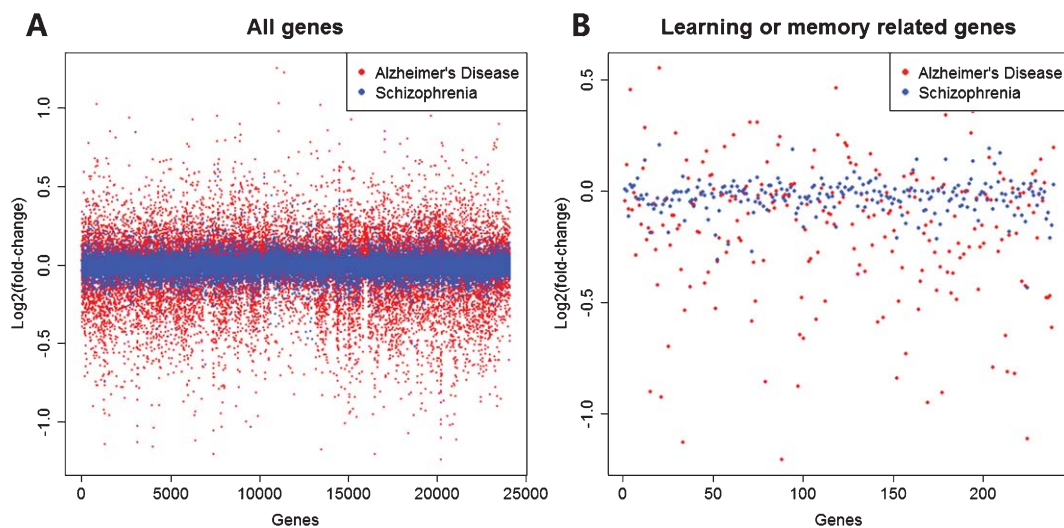 A
All genes
Alzheimer's Disease
Schizophrenia
Log2(fold-change)
1.0
0.5
0.0
-0.5
-1.0
0 5000 10000 15000 20000 25000
Genes
B
Learning or memory related genes
Alzheimer's Disease
Schizophrenia
Log2(fold-change)
0.5
0.0
-0.5
-1.0
0 50 100 150 200
Genes